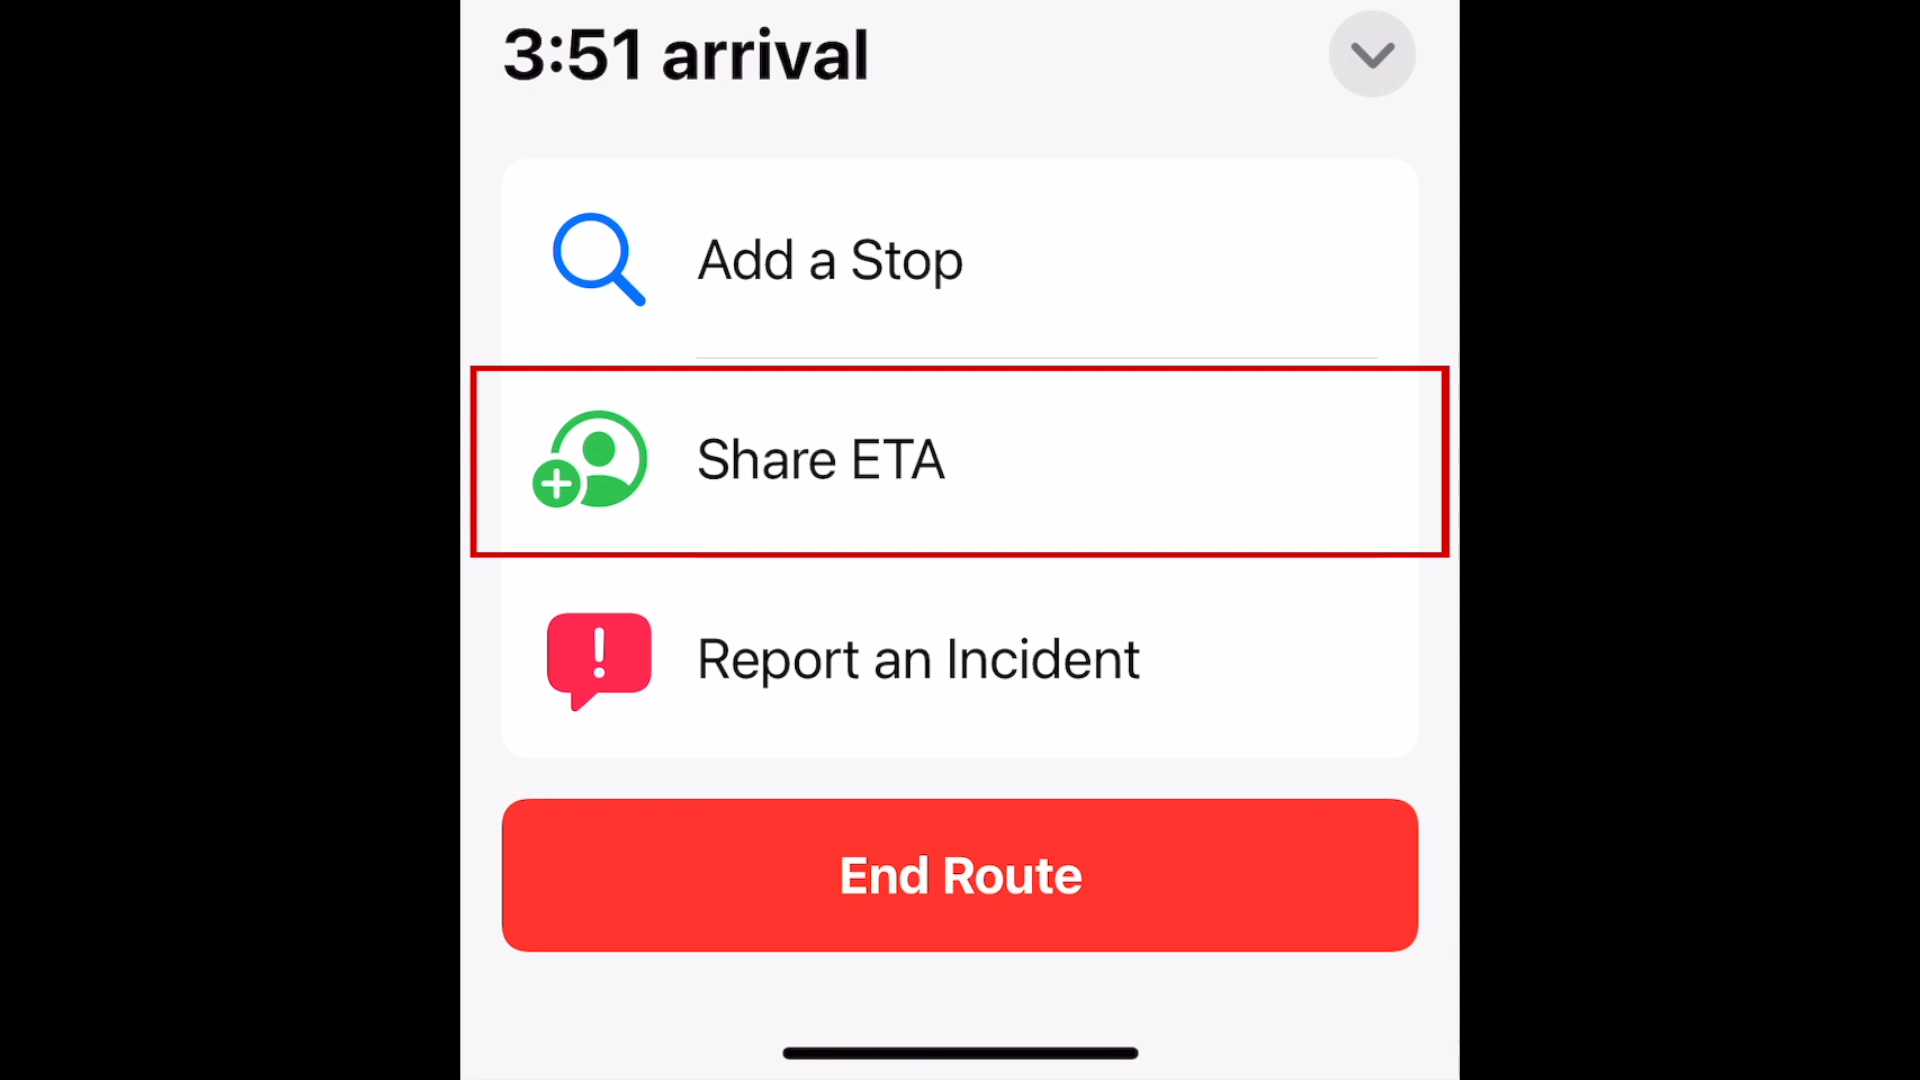 3:51 arrival
Add a Stop
Share ETA
Report an Incident
End Route